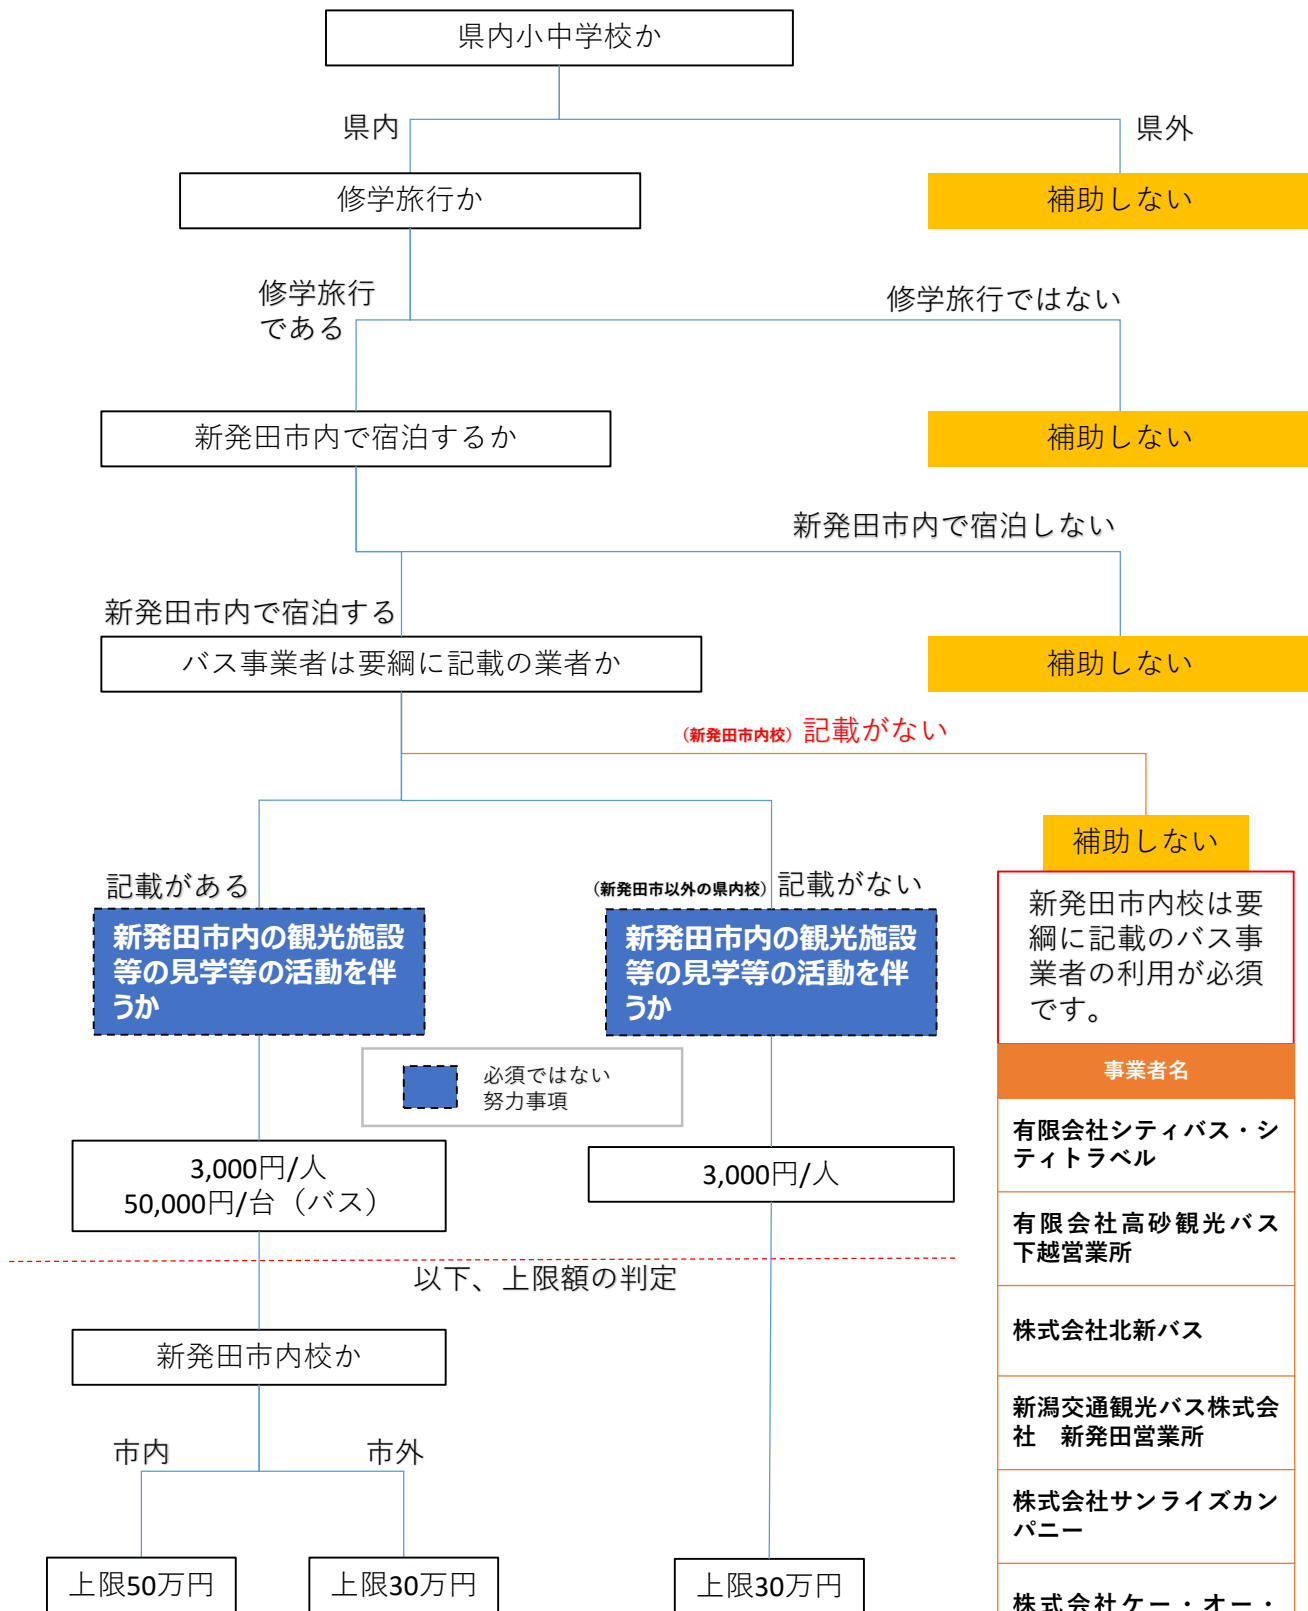 県内小中学校か
県内
県外
修学旅行か
補助しない
修学旅行
である
修学旅行ではない
新発田市内で宿泊するか
補助しない
新発田市内で宿泊しない
新発田市内で宿泊する
バス事業者は要綱に記載の業者か
補助しない
(新発田市内校) 記載がない
補助しない
記載がある
(新発田市以外の県内校) 記載がない
新発田市内校は要
綱に記載のバス事
業者の利用が必須
です。
新発田市内の観光施設
等の見学等の活動を伴
うか
新発田市内の観光施設
等の見学等の活動を伴
うか
必須ではない
努力事項
事業者名
有限会社シティバス・シ
ティトラベル
3,000円/人
50,000円/台（バス）
3,000円/人
有限会社高砂観光バス
下越営業所
以下、上限額の判定
新発田市内校か
株式会社北新バス
新潟交通観光バス株式会
社　新発田営業所
市内
市外
株式会社サンライズカン
パニー
上限50万円
上限30万円
上限30万円
株式会社ケー・オー・